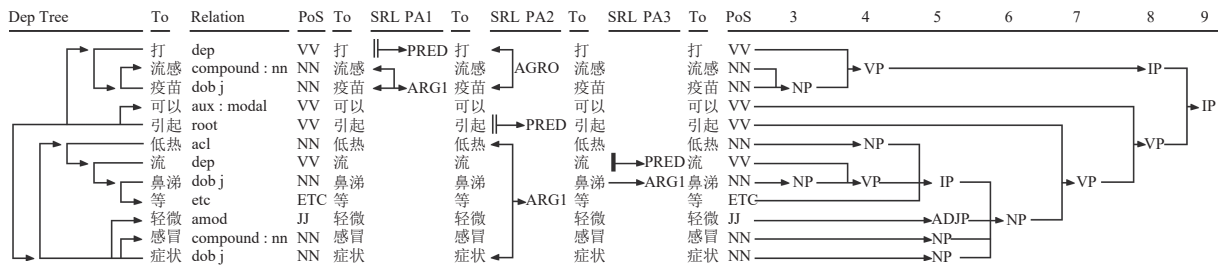 Dep Tree To Relation PoS To SRL PA1 To SRL PA2 To SRL PA3 To PoS 3 4 5 6 7 8 9
打 dep VV 打 PRED 打 打 打 VV
流感 compound : nn NN 流感 流感 AGRO 流感 流感 NN VP IP
疫苗 dob j NN 疫苗 ARG1 疫苗 疫苗 疫苗 NN NP
可以 aux : modal VV 可以 可以 可以 可以 VV IP
引起 root VV 引起 引起 PRED 引起 引起 VV
低热 acl NN 低热 低热 低热 低热 NN NP VP
流 dep VV 流 流 流 PRED 流 VV
鼻涕 dob j NN 鼻涕 鼻涕 鼻涕 ARG1 鼻涕 NN NP VP IP VP
等 etc ETC 等 等 ARG1 等 等 ETC
轻微 amod JJ 轻微 轻微 轻微 轻微 JJ ADJP NP
感冒 compound : nn NN 感冒 感冒 感冒 感冒 NN NP
症状 dob j NN 症状 症状 症状 症状 NN NP